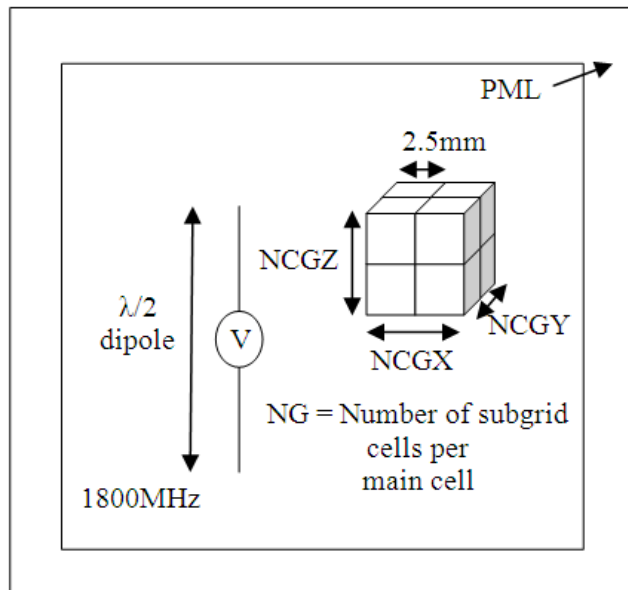 PML
2.5mm
NCGZ
λ/2
dipole
V
NCGY
NCGX
NG = Number of subgrid
cells per
main cell
1800MHz